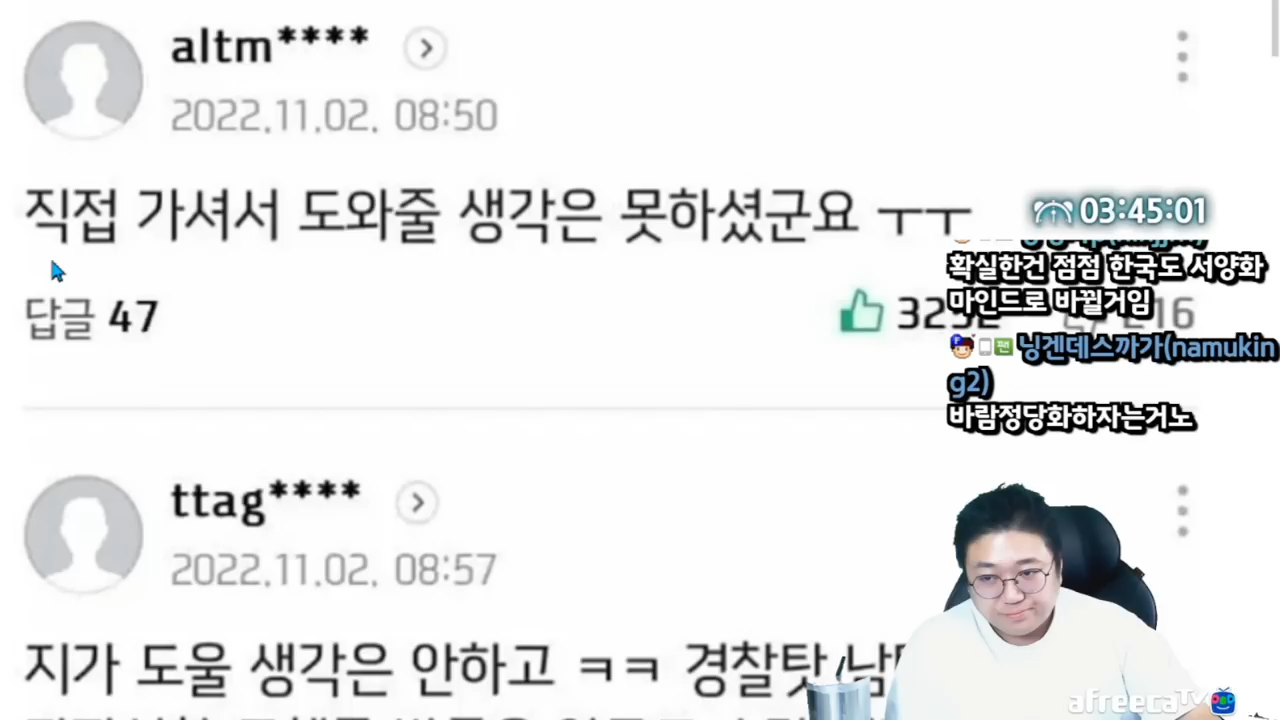 altm****
2022.11.02. 08:50
직접 가셔서 도와줄 생각은 못하셨군요 ㅜㅜ
03:45:01
확실한건 점점 한국도 서양화
마인드로 바뀔거임
답글 47
닝겐데스까가(namukin
g2)
바람정당화하자는거노
ttag****
2022.11.02. 08:57
지가 도울 생각은 안하고 ㅋㅋ 경찰탓
afreecaTV